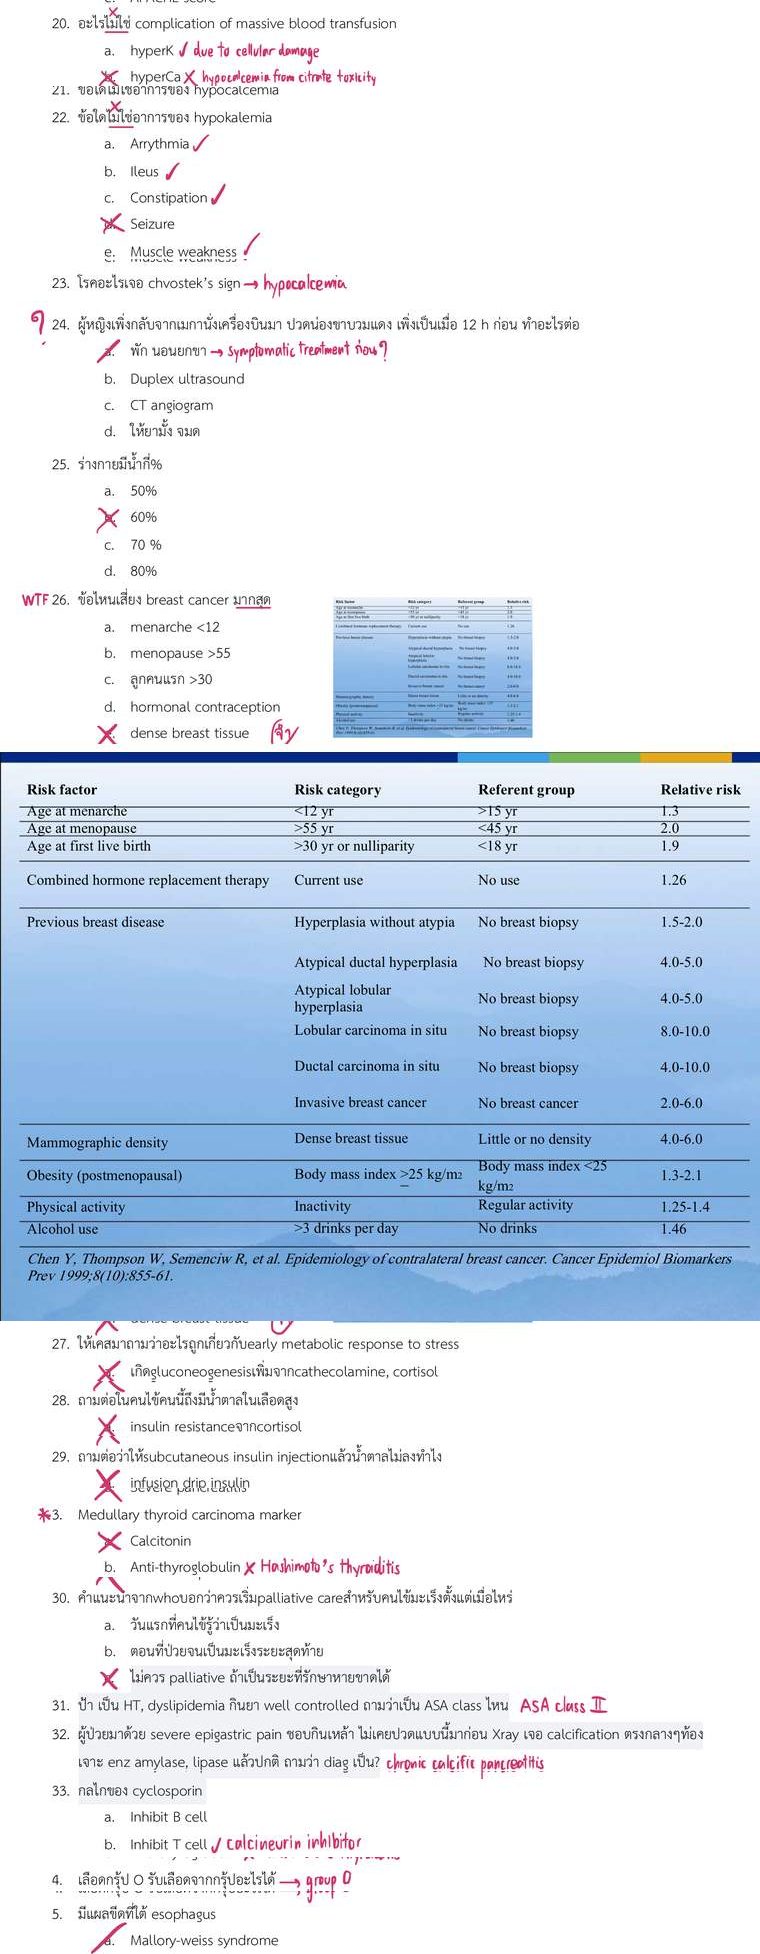 20. อะไรไม่ใช่ complication of massive blood transfusion
a. hyperK ✓ due to cellular damage
b. hyperCa X hypocalcemia from citrate toxicity
21. ข้อใดไม่ใช่อาการของ hypocalcemia
22. ข้อใดไม่ใช่อาการของ hypokalemia
a. Arrythmia ✓
b. Ileus ✓
c. Constipation ✓
d. Seizure
e. Muscle weakness ✓
23. โรคอะไรเจอ chvostek's sign → hypocalcemia
? 24. ผู้หญิงเพิ่งกลับจากเมกานั่งเครื่องบินมา ปวดน่องขาบวมแดง เพิ่งเป็นเมื่อ 12 h ก่อน ทำอะไรต่อ
a. พัก นอนยกขา → symptomatic treatment ก่อน?
b. Duplex ultrasound
c. CT angiogram
d. ให้ยามั้ง จมด
25. ร่างกายมีน้ำกี่%
a. 50%
b. 60%
c. 70 %
d. 80%
WTF 26. ข้อไหนเสี่ยง breast cancer มากสุด
a. menarche <12
b. menopause >55
c. ลูกคนแรก >30
d. hormonal contraception
dense breast tissue
Risk factor Risk category Referent group Relative risk
Age at menarche <12 yr >15 yr 1.3
Age at menopause >55 yr <45 yr 2.0
Age at first live birth >30 yr or nulliparity <18 yr 1.9
Combined hormone replacement therapy Current use No use 1.26
Previous breast disease Hyperplasia without atypia No breast biopsy 1.5-2.0
Atypical ductal hyperplasia No breast biopsy 4.0-5.0
Atypical lobular hyperplasia No breast biopsy 4.0-5.0
Lobular carcinoma in situ No breast biopsy 8.0-10.0
Ductal carcinoma in situ No breast biopsy 4.0-10.0
Invasive breast cancer No breast cancer 2.0-6.0
Mammographic density Dense breast tissue Little or no density 4.0-6.0
Obesity (postmenopausal) Body mass index >25 kg/m2 Body mass index <25 kg/m2 1.3-2.1
Physical activity Inactivity Regular activity 1.25-1.4
Alcohol use >3 drinks per day No drinks 1.46
Chen Y, Thompson W, Semenciw R, et al. Epidemiology of contralateral breast cancer. Cancer Epidemiol Biomarkers
Prev 1999;8(10):855-61.
27. ให้เคสมาถามว่าอะไรถูกเกี่ยวกับearly metabolic response to stress
a. เกิดgluconeogenesisเพิ่มจากcathecolamine, cortisol
28. ถามต่อในคนไข้คนนี้ถึงมีน้ำตาลในเลือดสูง
a. insulin resistanceจากcortisol
29. ถามต่อว่าให้subcutaneous insulin injectionแล้วน้ำตาลไม่ลงทำไง
a. infusion drip insulin
*3. Medullary thyroid carcinoma marker
a. Calcitonin
b. Anti-thyroglobulin X Hashimoto's thyroiditis
30. คำแนะนำจากwhoบอกว่าควรเริ่มpalliative careสำหรับคนไข้มะเร็งตั้งแต่เมื่อไหร่
a. วันแรกที่คนไข้รู้ว่าเป็นมะเร็ง
b. ตอนที่ป่วยจนเป็นมะเร็งระยะสุดท้าย
c. ไม่ควร palliative ถ้าเป็นระยะที่รักษาหายขาดได้
31. ป้า เป็น HT, dyslipidemia กินยา well controlled ถามว่าเป็น ASA class ไหน ASA class II
32. ผู้ป่วยมาด้วย severe epigastric pain ชอบกินเหล้า ไม่เคยปวดแบบนี้มาก่อน Xray เจอ calcification ตรงกลางๆท้อง
เจาะ enz amylase, lipase แล้วปกติ ถามว่า diag เป็น? chronic calcific pancreatitis
33. กลไกของ cyclosporin
a. Inhibit B cell
b. Inhibit T cell ✓ calcineurin inhibitor
4. เลือดกรุ้ป O รับเลือดจากกรุ้ปอะไรได้ → group O
5. มีแผลขีดที่ใต้ esophagus
a. Mallory-weiss syndrome